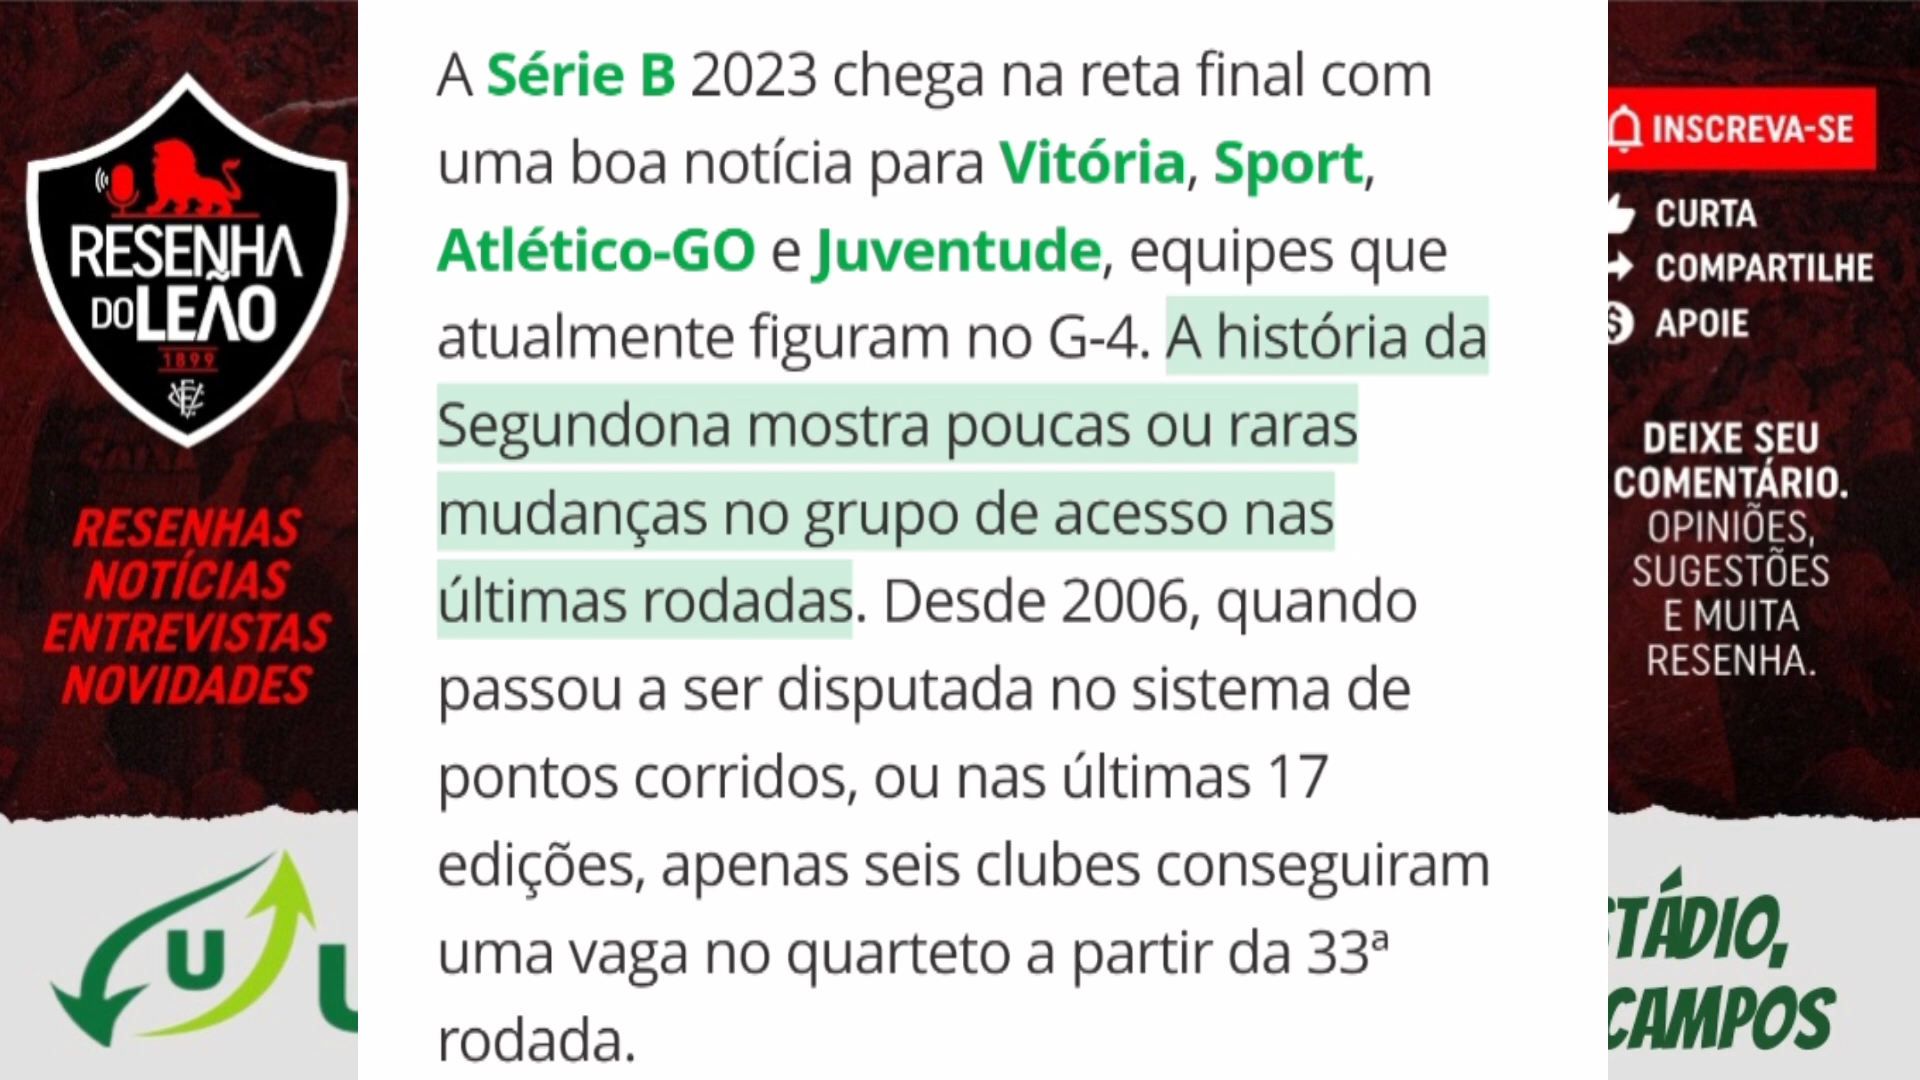 RESENHA
DO LEÃO
1899
RESENHAS
NOTÍCIAS
ENTREVISTAS
NOVIDADES
U
A Série B 2023 chega na reta final com
uma boa notícia para Vitória, Sport,
Atlético-GO e Juventude, equipes que
atualmente figuram no G-4. A história da
Segundona mostra poucas ou raras
mudanças no grupo de acesso nas
últimas rodadas. Desde 2006, quando
passou a ser disputada no sistema de
pontos corridos, ou nas últimas 17
edições, apenas seis clubes conseguiram
uma vaga no quarteto a partir da 33ª
rodada.
INSCREVA-SE
CURTA
COMPARTILHE
APOIE
DEIXE SEU
COMENTÁRIO.
OPINIÕES,
SUGESTÕES
E MUITA
RESENHA.
STÁDIO,
CAMPOS